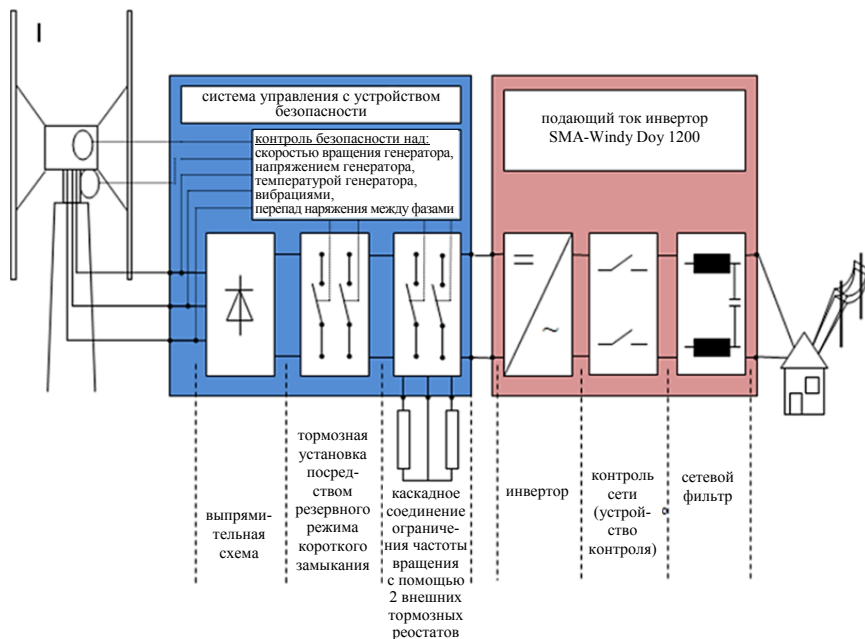 система управления с устройством
безопасности
подающий ток инвертор
SMA-Windy Doy 1200
контроль безопасности над:
скоростью вращения генератора,
напряжением генератора,
температурой генератора,
вибрациями,
перепад наряжения между фазами
=
~
выпрями-
тельная
схема
тормозная
установка
посред-
ством
резервного
режима
короткого
замыкания
каскадное
соединение
ограниче-
ния частоты
вращения
с помощью
2 внешних
тормозных
реостатов
инвертор
контроль
сети
(устрой-
ство
контроля)
сетевой
фильтр